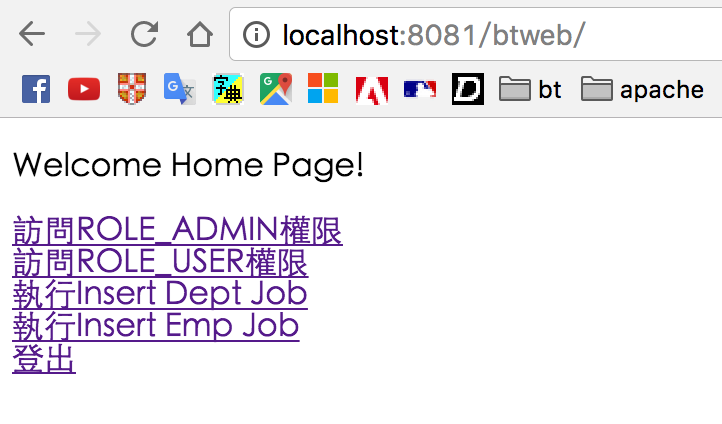 localhost:8081/btweb/
字典
bt
apache
Welcome Home Page!
訪問ROLE_ADMIN權限
訪問ROLE_USER權限
執行Insert Dept Job
執行Insert Emp Job
登出